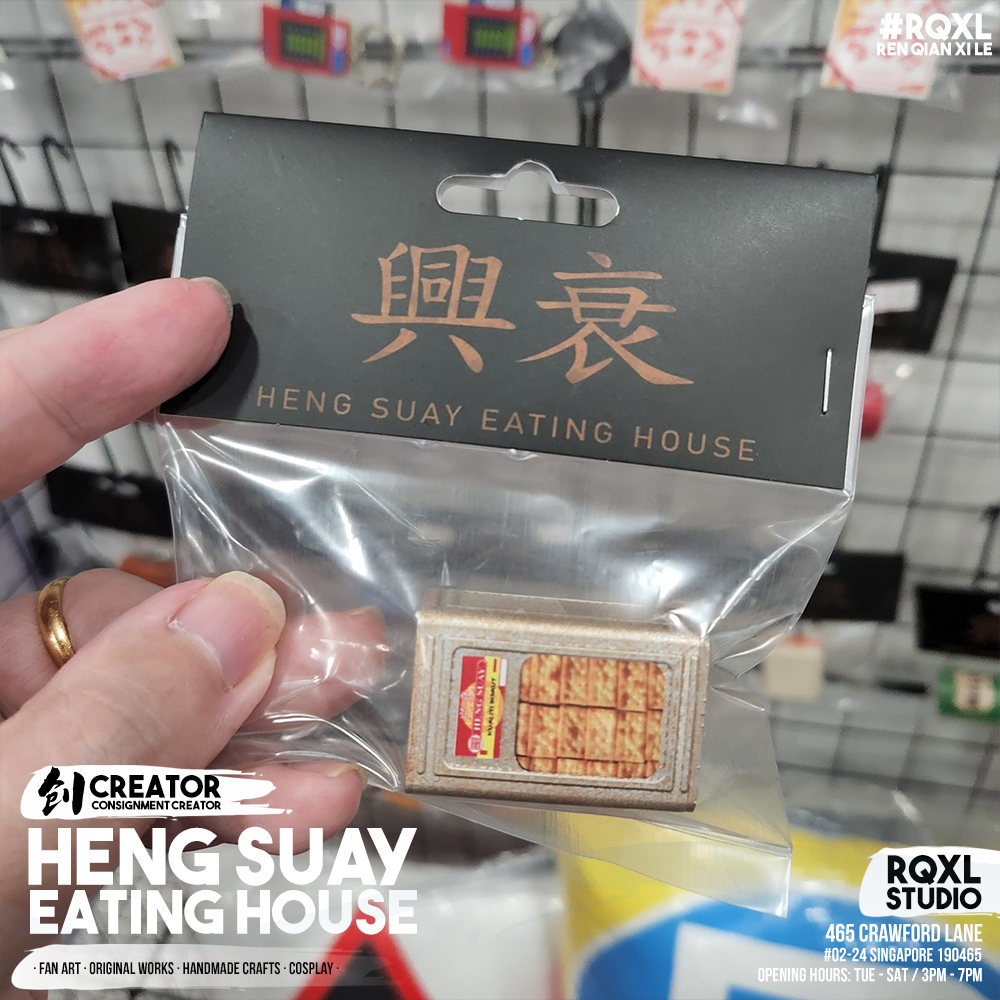 #RQXL
REN QIAN XI LE
興衰
HENG SUAY EATING HOUSE
HENG SUAY
創 CREATOR
CONSIGNMENT CREATOR
HENG SUAY
EATING HOUSE
· FAN ART · ORIGINAL WORKS · HANDMADE CRAFTS · COSPLAY ·
RQXL
STUDIO
465 CRAWFORD LANE
#02-24 SINGAPORE 190465
OPENING HOURS: TUE - SAT / 3PM - 7PM